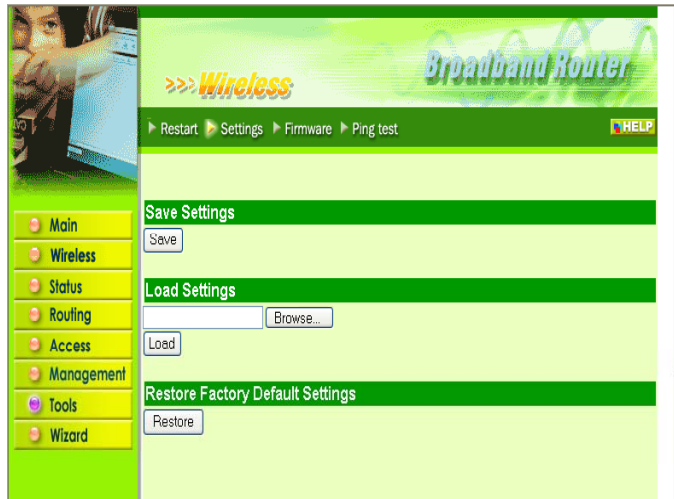 Broadband Router
>>> Wireless
Restart Settings Firmware Ping test
HELP
Main
Wireless
Status
Routing
Access
Management
Tools
Wizard
Save Settings
Save
Load Settings
Browse...
Load
Restore Factory Default Settings
Restore